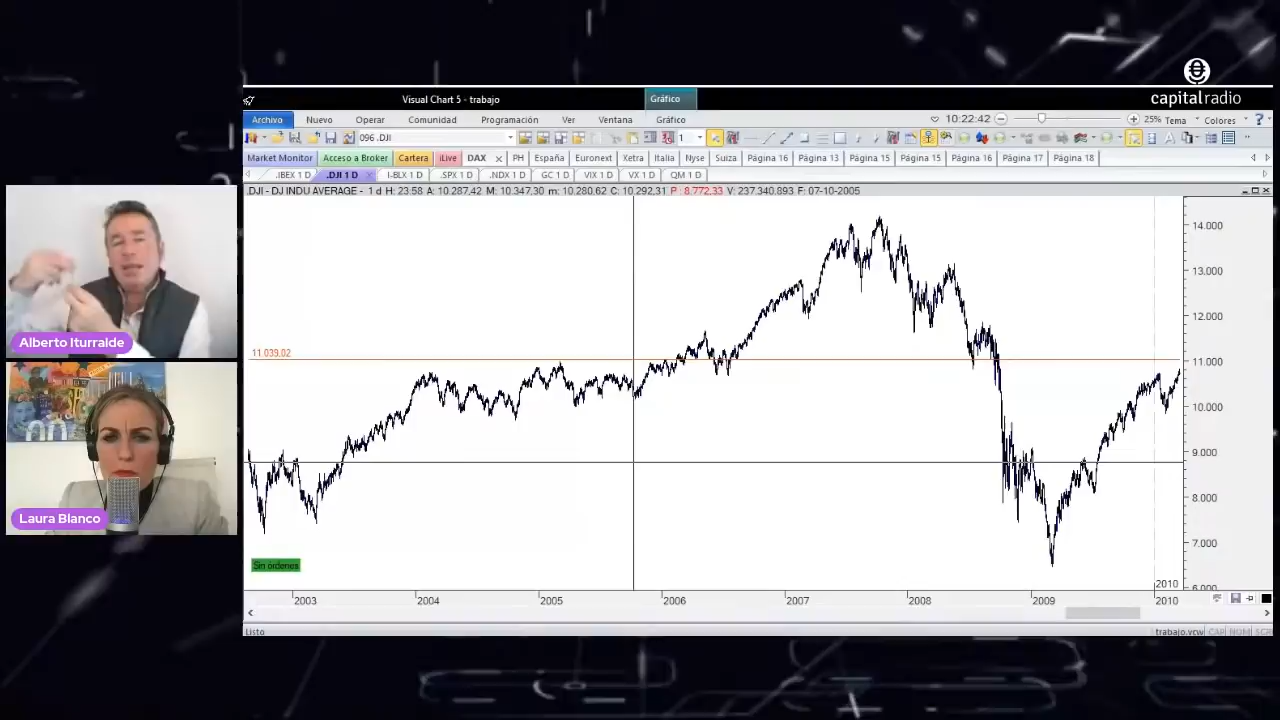 capitalradio
Visual Chart 5 - trabajo
Gráfico
Archivo Nuevo Operar Comunidad Programación Ver Ventana Gráfico 10:22:42 25% Tema Colores ?
096 .DJI 1
Market Monitor Acceso a Broker Cartera iLive DAX PH España Euronext Xetra Italia Nyse Suiza Página 16 Página 13 Página 15 Página 15 Página 16 Página 17 Página 18
.IBEX 1 D .DJI 1 D I-BLX 1 D .SPX 1 D .NDX 1 D GC 1 D VIX 1 D VX 1 D QM 1 D
.DJI - DJ INDU AVERAGE - 1 d H: 23:58 A: 10.287,42 M: 10.347,30 m: 10.280,62 C: 10.292,31 P : 8.772,33 V: 237.340.893 F: 07-10-2005
14.000
13.000
12.000
11.039,02
11.000
10.000
9.000
8.000
7.000
6.000
Alberto Iturralde
Laura Blanco
Sin órdenes
2010
2003 2004 2005 2006 2007 2008 2009 2010
Listo
trabajo.vcw CAP NUM SCR